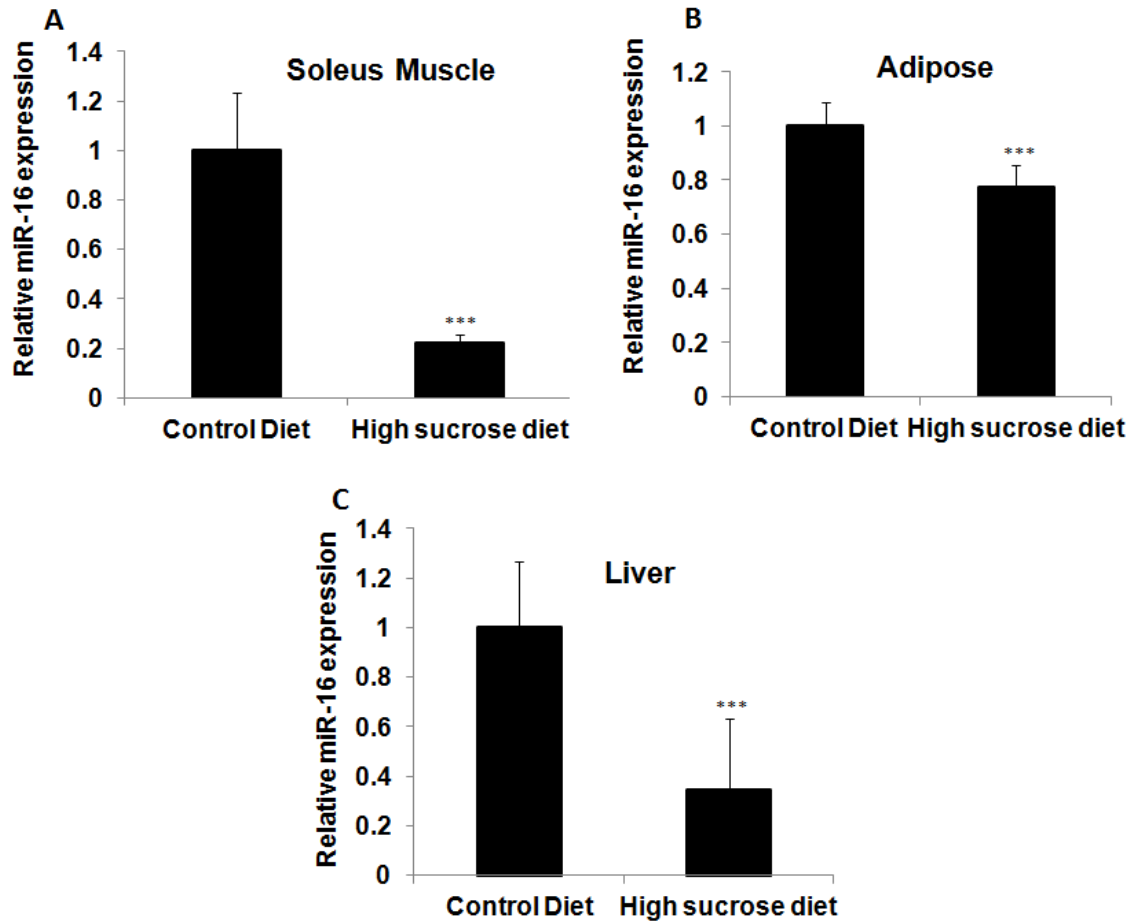 A
Soleus Muscle
Relative miR-16 expression
1.4
1.2
1
0.8
0.6
0.4
0.2
0
***
Control Diet High sucrose diet
B
Adipose
Relative miR-16 expression
1.2
1
0.8
0.6
0.4
0.2
0
***
Control Diet High sucrose diet
C
Liver
Relative miR-16 expression
1.4
1.2
1
0.8
0.6
0.4
0.2
0
***
Control Diet High sucrose diet